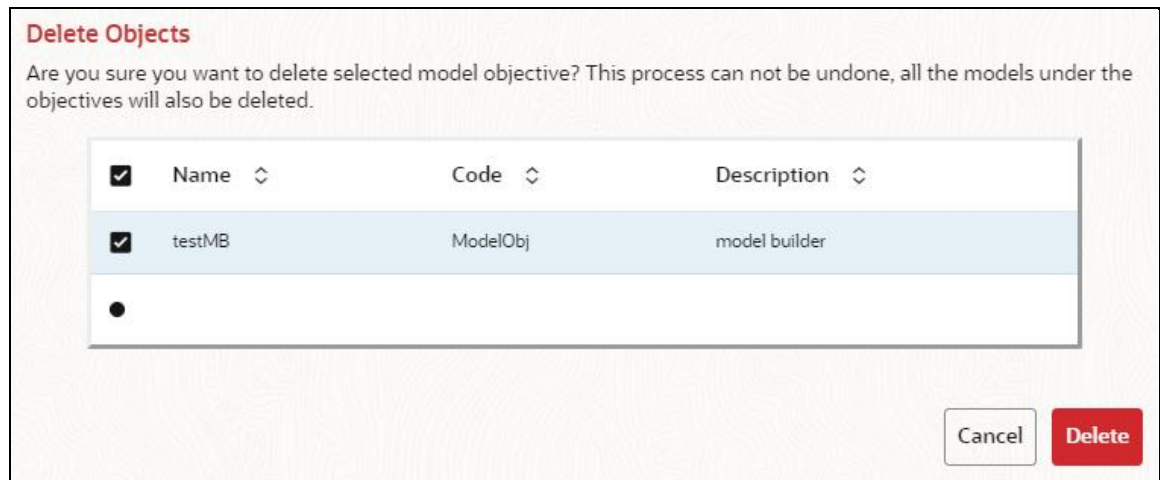 Delete Objects
Are you sure you want to delete selected model objective? This process can not be undone, all the models under the
objectives will also be deleted.
Name Code Description
testMB ModelObj model builder
Cancel Delete